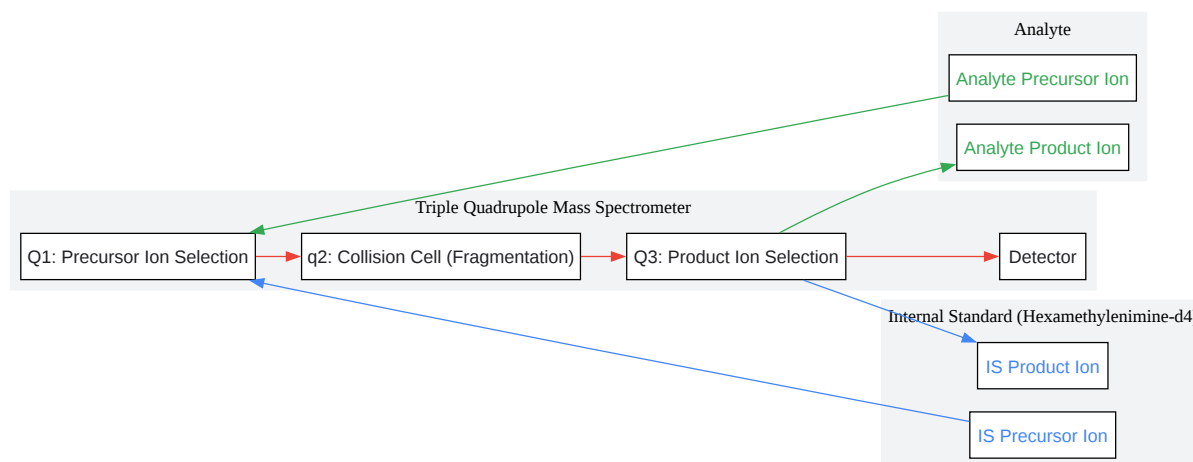 Analyte
Analyte Precursor Ion
Analyte Product Ion
Triple Quadrupole Mass Spectrometer
Q1: Precursor Ion Selection
q2: Collision Cell (Fragmentation)
Q3: Product Ion Selection
Detector
Internal Standard (Hexamethylenimine-d4
IS Product Ion
IS Precursor Ion